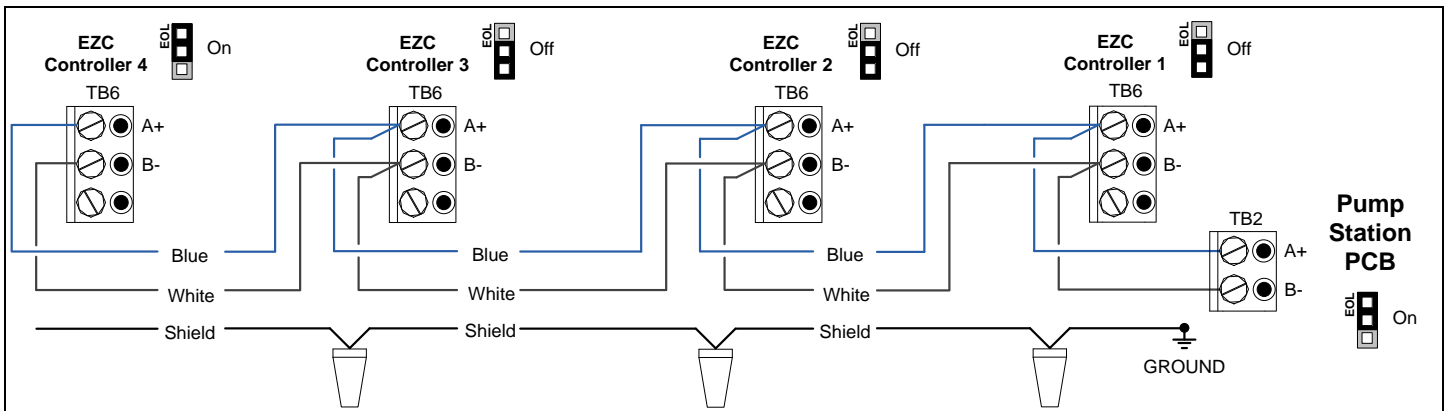 EZC
Controller 4
EOL
On
TB6
A+
B-
EZC
Controller 3
EOL
Off
TB6
A+
B-
EZC
Controller 2
EOL
Off
TB6
A+
B-
EZC
Controller 1
EOL
Off
TB6
A+
B-
Pump
Station
PCB
TB2
A+
B-
EOL
On
Blue
Blue
Blue
White
White
White
Shield
Shield
Shield
GROUND